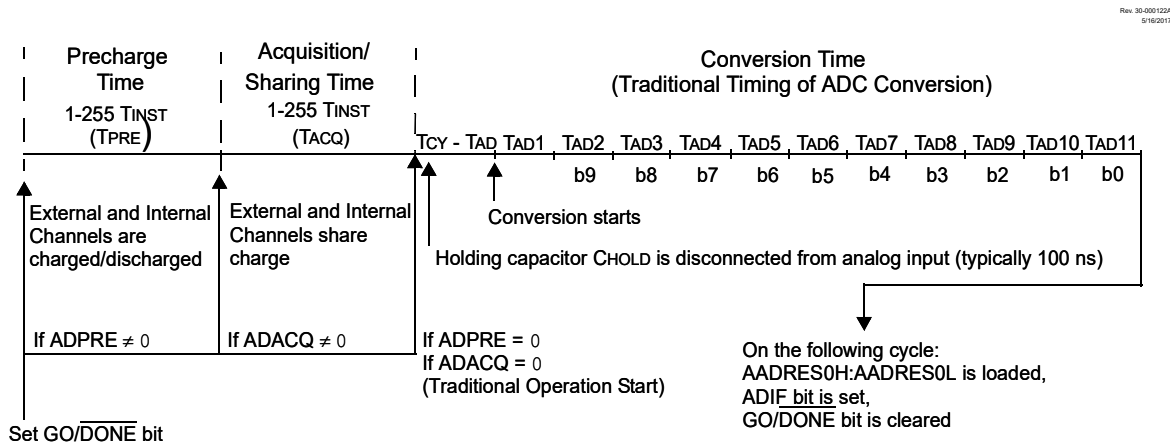 Rev. 30-000122A
5/16/2017
Precharge
Time
1-255 TINST
(TPRE)
Acquisition/
Sharing Time
1-255 TINST
(TACQ)
Conversion Time
(Traditional Timing of ADC Conversion)
TCY - TAD TAD1 TAD2 TAD3 TAD4 TAD5 TAD6 TAD7 TAD8 TAD9 TAD10 TAD11
b9 b8 b7 b6 b5 b4 b3 b2 b1 b0
External and Internal
Channels are
charged/discharged
External and Internal
Channels share
charge
Conversion starts
Holding capacitor CHOLD is disconnected from analog input (typically 100 ns)
If ADPRE ≠ 0
If ADACQ ≠ 0
If ADPRE = 0
If ADACQ = 0
(Traditional Operation Start)
On the following cycle:
AADRES0H:AADRES0L is loaded,
ADIF bit is set,
GO/DONE bit is cleared
Set GO/DONE bit